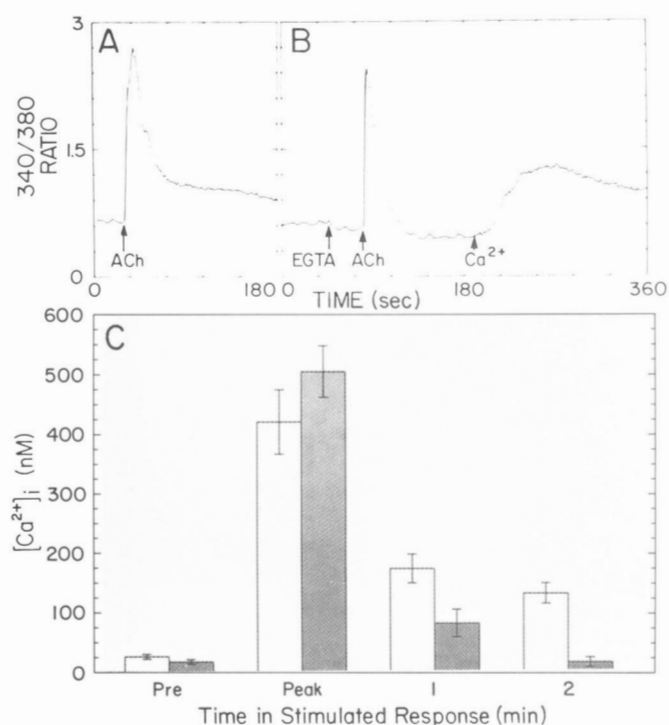 3
A
B
340/380
RATIO
1.5
0
ACh
EGTA
ACh
Ca²⁺
0
180
0
180
360
TIME (sec)
600
C
500
400
300
200
100
0
[Ca²⁺]i (nM)
Pre
Peak
1
2
Time in Stimulated Response (min)